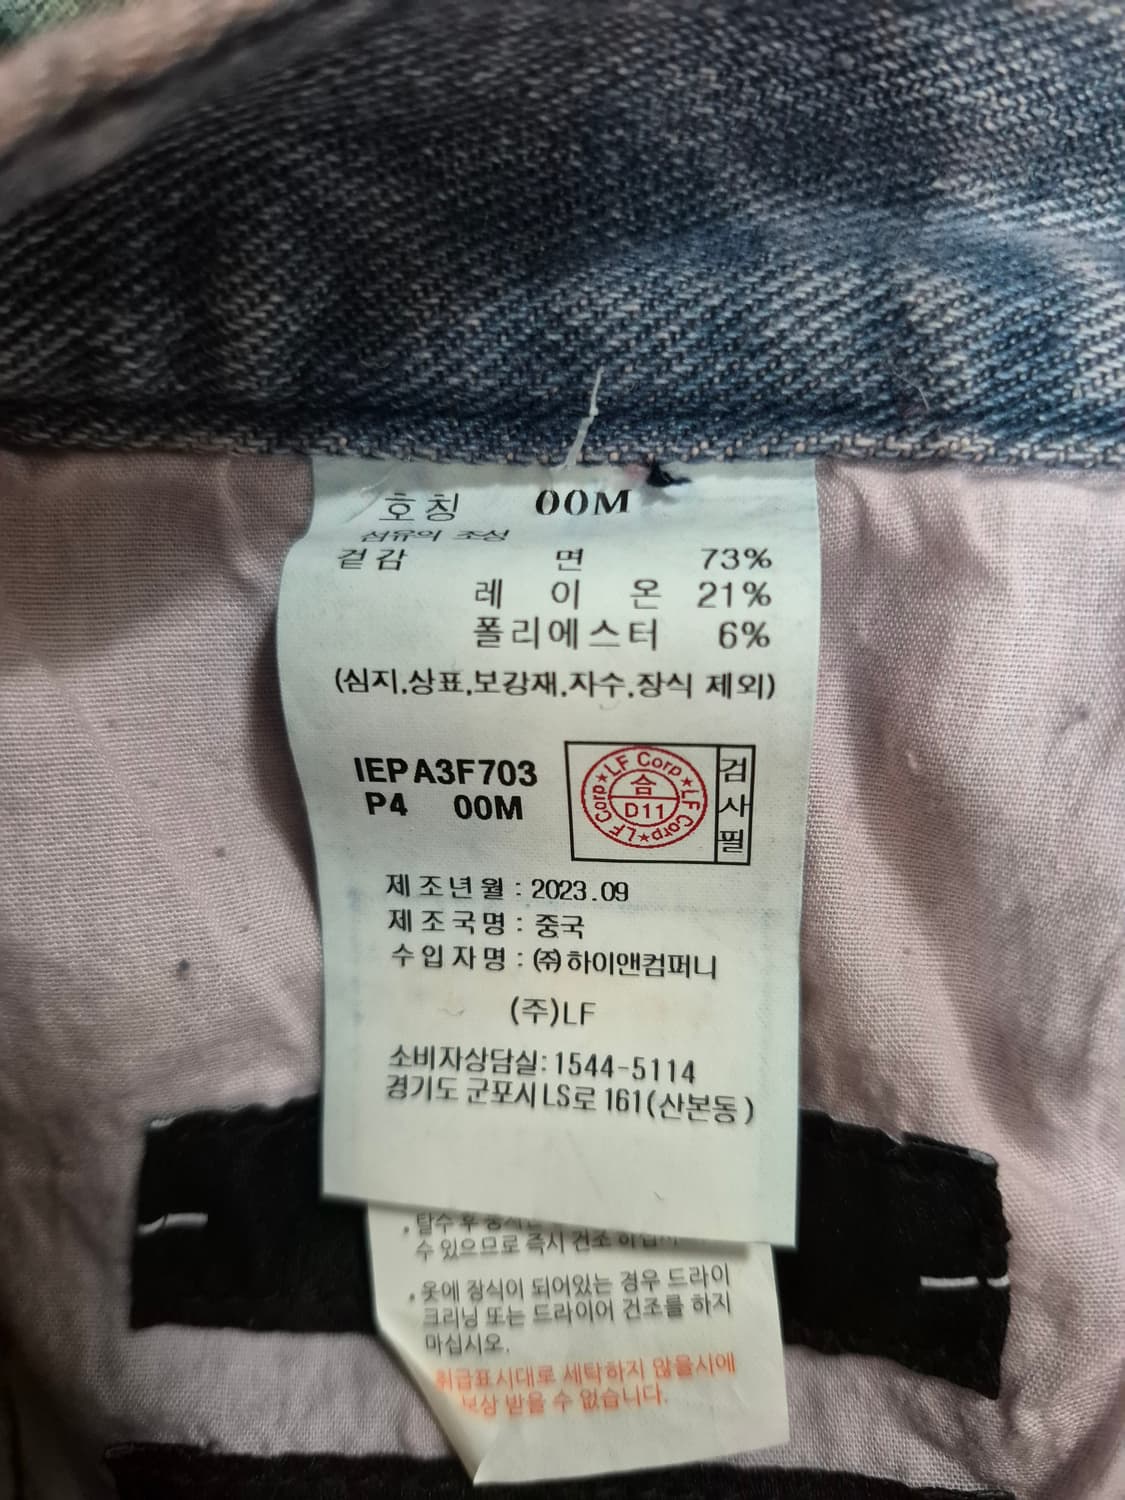 호칭 00M
섬유의 조성
겉감 면 73%
레이온 21%
폴리에스터 6%
(심지,상표,보강재,자수,장식 제외)
IEPA3F703
P4 00M
LF Corp★LF Corp★LF Corp★
合
D11
검사필
제조년월 : 2023.09
제조국명 : 중국
수입자명 : ㈜하이앤컴퍼니
(주)LF
소비자상담실: 1544-5114
경기도 군포시 LS로 161(산본동)
. 탈수 후
수 있으므로 즉시 건조
. 옷에 장식이 되어있는 경우 드라이
크리닝 또는 드라이어 건조를 하지
마십시오.
취급표시대로 세탁하지 않을시에
보상 받을 수 없습니다.